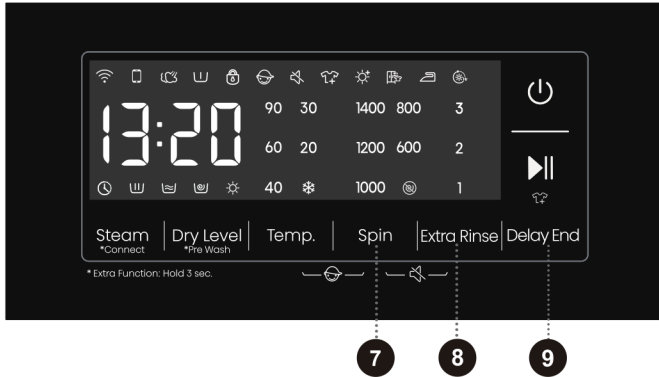 13:20
90 30 1400 800 3
60 20 1200 600 2
40 1000 1
Steam Dry Level Temp. Spin Extra Rinse Delay End
*Connect *Pre Wash
* Extra Function: Hold 3 sec.
7 8 9